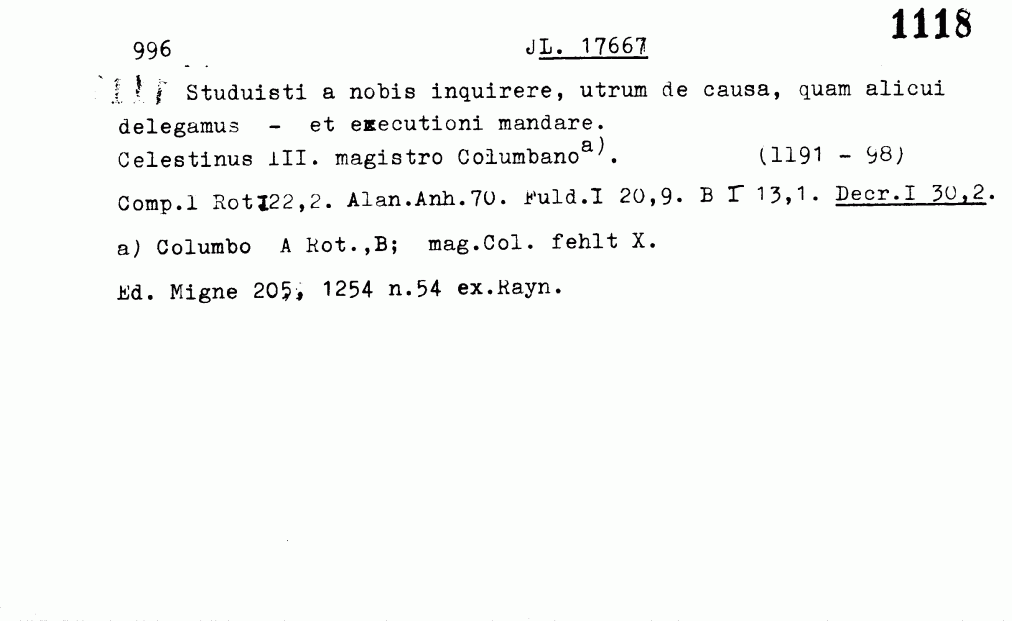 1118
996 JL. 17667
Studuisti a nobis inquirere, utrum de causa, quam alicui
delegamus - et executioni mandare.
Celestinus III. magistro Columbano a). (1191 - 98)
Comp.1 Rot I22,2. Alan.Anh.70. Fuld.I 20,9. B I 13,1. Decr.I 30,2.
a) Columbo A Rot.,B; mag.Col. fehlt X.
Ed. Migne 205, 1254 n.54 ex.Rayn.